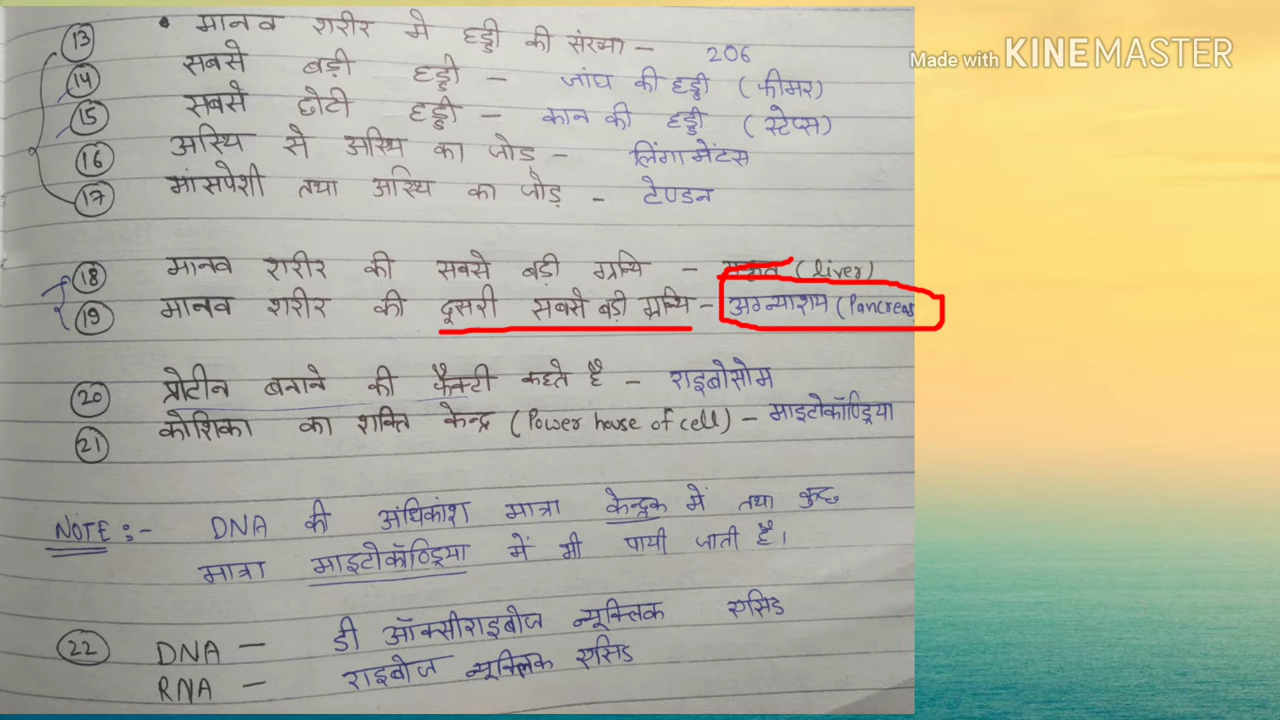 (13) • मानव शरीर मे हड्डी की संख्या - 206
(14) सबसे बड़ी हड्डी - जांघ की हड्डी (फीमर)
(15) सबसे छोटी हड्डी - कान की हड्डी (स्टेप्स)
(16) अस्थि से अस्थि का जोड़ - लिंगामेंटस
(17) मांसपेशी तथा अस्थि का जोड़ - टेण्डन
(18) मानव शरीर की सबसे बड़ी ग्रन्थि - यकृत (liver)
(19) मानव शरीर की दूसरी सबसे बड़ी ग्रन्थि - अग्न्याशय (Pancreas
(20) प्रोटीन बनाने की फैक्टी कहते है - राइबोसोम
(21) कोशिका का शक्ति केन्द्र (Power house of cell) - माइटोकॉण्ड्रिया
NOTE :- DNA की अधिकांश मात्रा केन्द्रक में तथा कुछ
मात्रा माइटोकॉण्ड्रिया में भी पायी जाती है।
(22) DNA - डी ऑक्सीराइबोज न्यूक्लिक एसिड
RNA - राइबोज न्यूक्लिक एसिड
Made with KINEMASTER